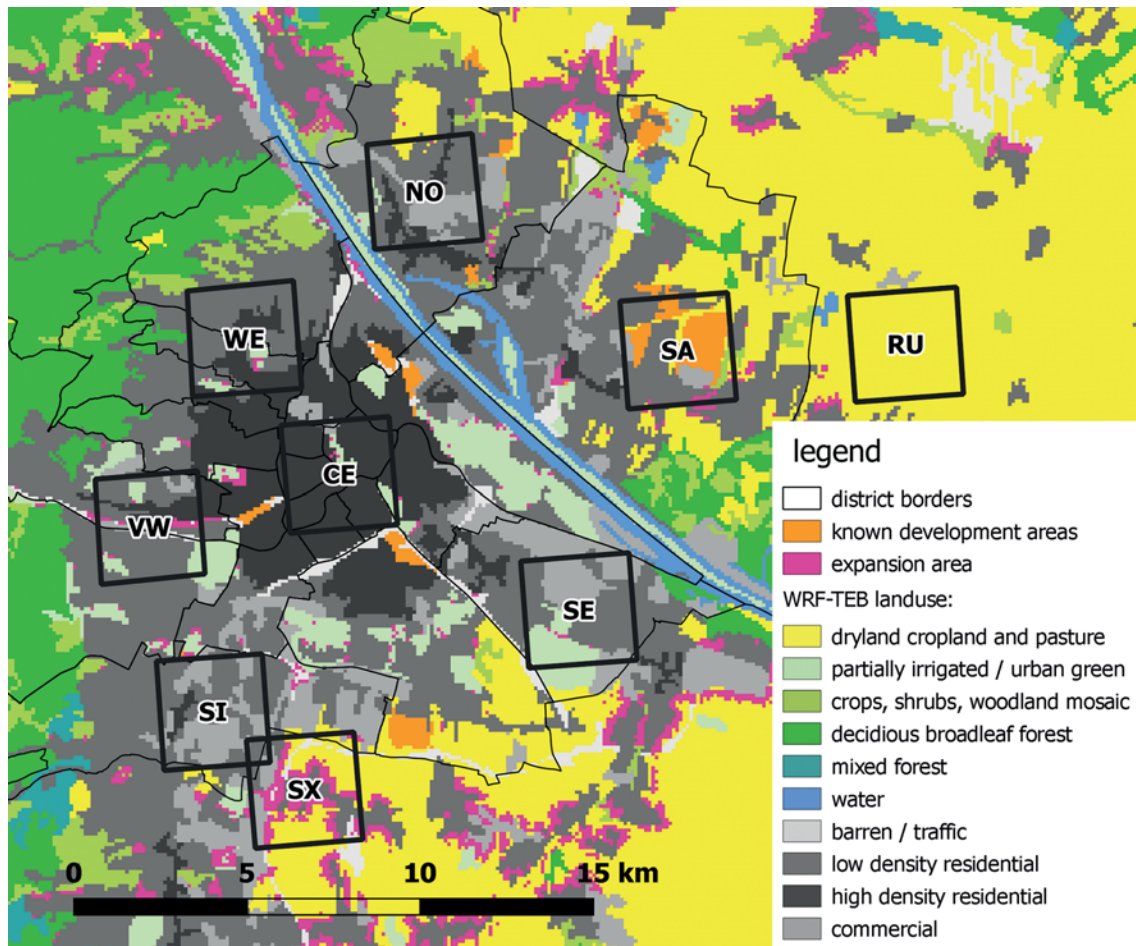 NO
WE
SA
RU
CE
VW
SE
SI
SX
0 5 10 15 km
legend
district borders
known development areas
expansion area
WRF-TEB landuse:
dryland cropland and pasture
partially irrigated / urban green
crops, shrubs, woodland mosaic
decidious broadleaf forest
mixed forest
water
barren / traffic
low density residential
high density residential
commercial